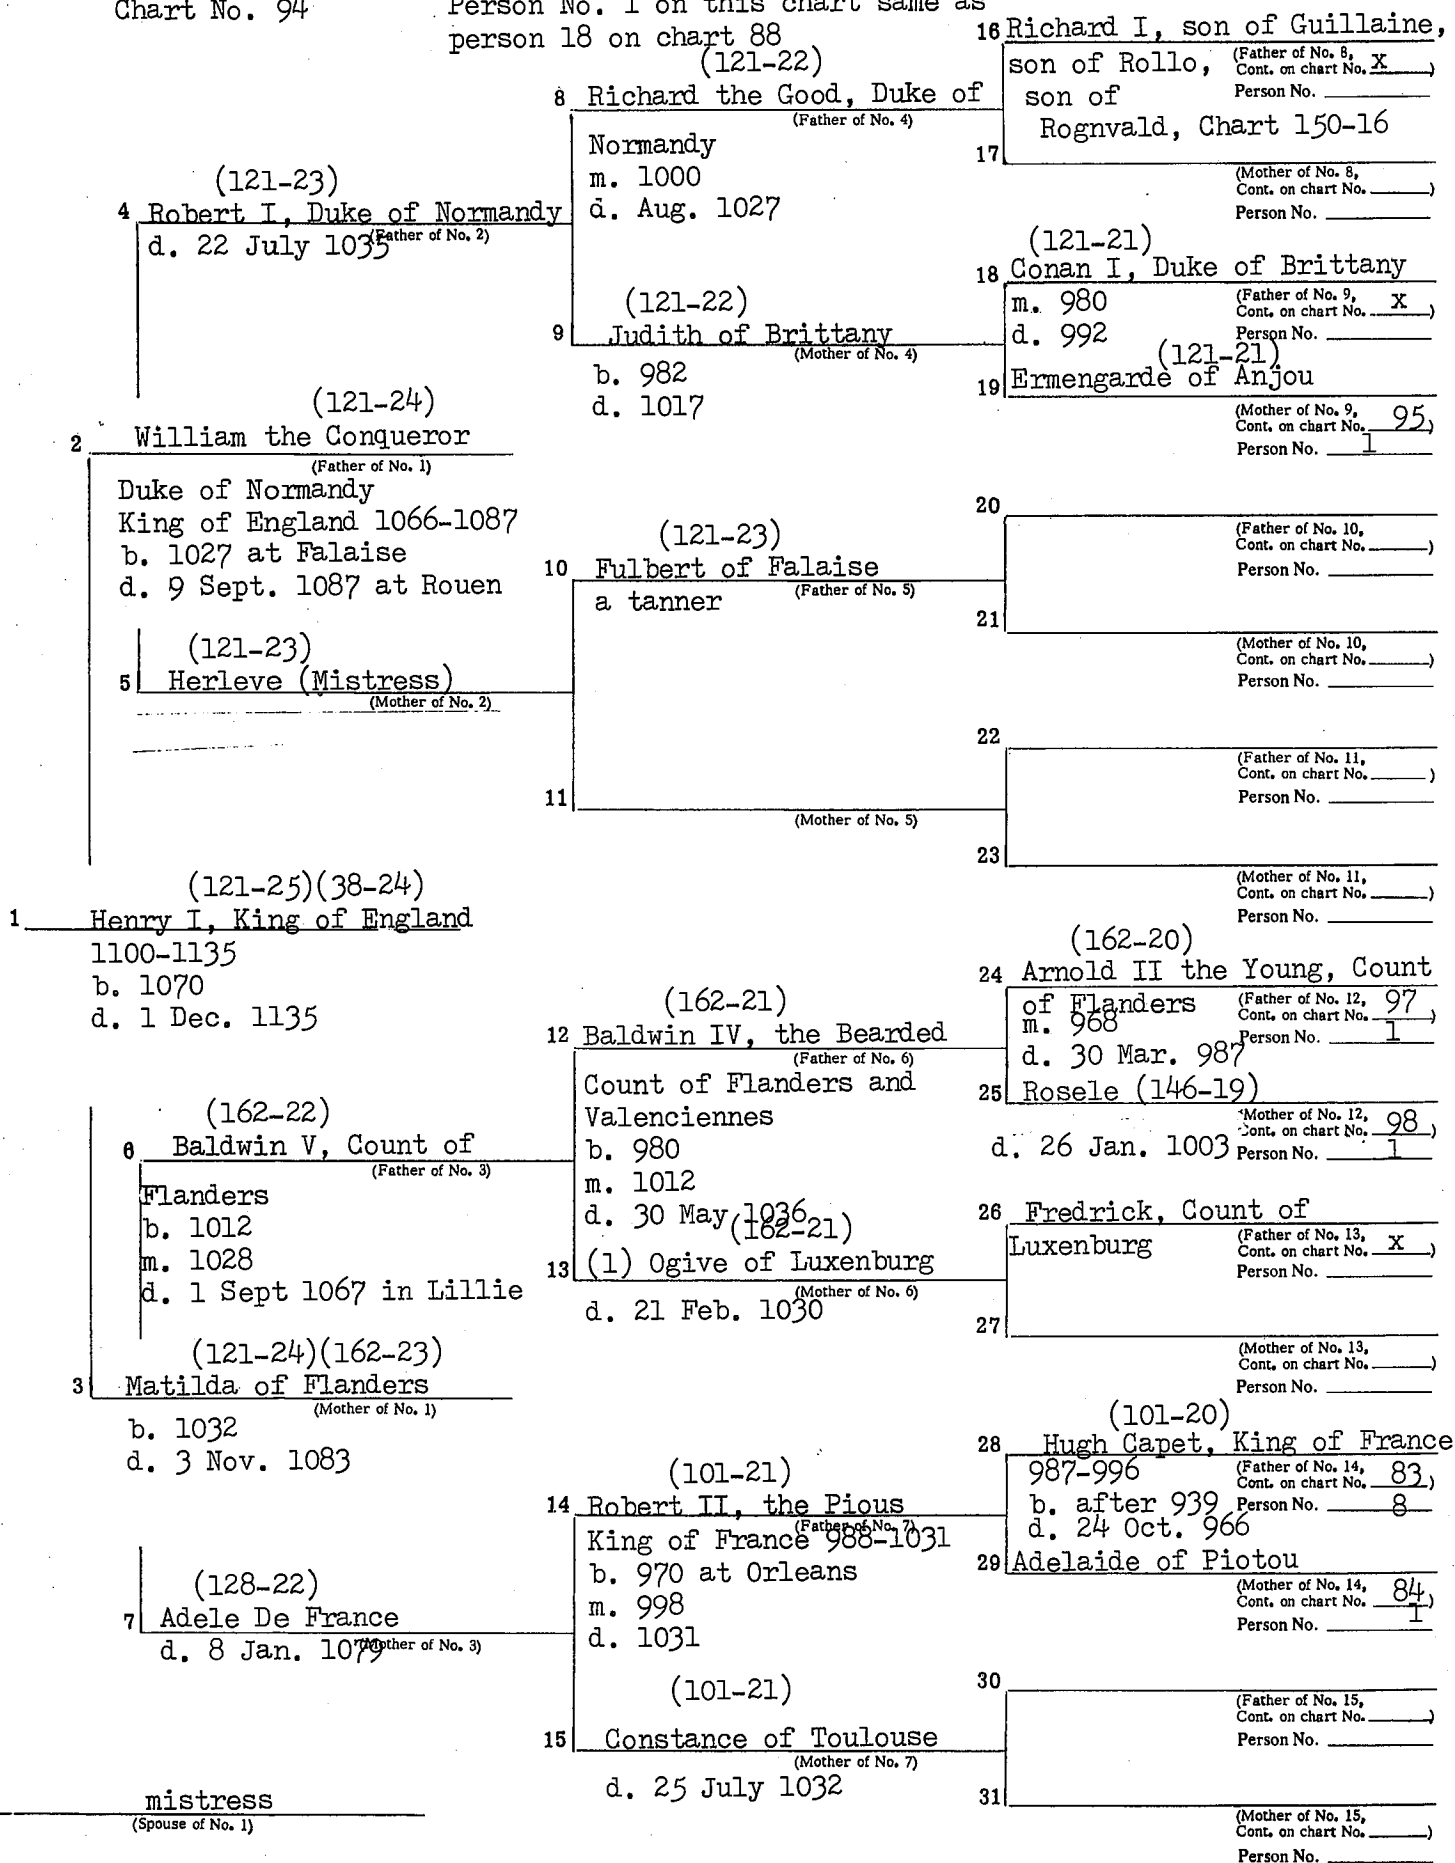 Chart No. 94
Person No. 1 on this chart same as
person 18 on chart 88
1 (121-25)(38-24)
Henry I, King of England
1100-1135
b. 1070
d. 1 Dec. 1135
mistress
(Spouse of No. 1)
(121-24)
2 William the Conqueror
(Father of No. 1)
Duke of Normandy
King of England 1066-1087
b. 1027 at Falaise
d. 9 Sept. 1087 at Rouen
(121-24)(162-23)
3 Matilda of Flanders
(Mother of No. 1)
b. 1032
d. 3 Nov. 1083
(121-23)
4 Robert I, Duke of Normandy
(Father of No. 2)
d. 22 July 1035
(121-23)
5 Herleve (Mistress)
(Mother of No. 2)
(162-22)
6 Baldwin V, Count of
(Father of No. 3)
Flanders
b. 1012
m. 1028
d. 1 Sept 1067 in Lillie
(128-22)
7 Adele De France
d. 8 Jan. 1079 (Mother of No. 3)
(121-22)
8 Richard the Good, Duke of
(Father of No. 4)
Normandy
m. 1000
d. Aug. 1027
(121-22)
9 Judith of Brittany
(Mother of No. 4)
b. 982
d. 1017
(121-23)
10 Fulbert of Falaise
(Father of No. 5)
a tanner
11
(Mother of No. 5)
(162-21)
12 Baldwin IV, the Bearded
(Father of No. 6)
Count of Flanders and
Valenciennes
b. 980
m. 1012
d. 30 May 1036
(162-21)
13 (1) Ogive of Luxenburg
(Mother of No. 6)
d. 21 Feb. 1030
(101-21)
14 Robert II, the Pious
(Father of No. 7)
King of France 988-1031
b. 970 at Orleans
m. 998
d. 1031
(101-21)
15 Constance of Toulouse
(Mother of No. 7)
d. 25 July 1032
16 Richard I, son of Guillaine,
son of Rollo, (Father of No. 8,
Cont. on chart No. x )
son of Person No.
Rognvald, Chart 150-16
17
(Mother of No. 8,
Cont. on chart No. )
Person No.
(121-21)
18 Conan I, Duke of Brittany
m. 980 (Father of No. 9,
Cont. on chart No. x )
d. 992 Person No.
(121-21)
19 Ermengarde of Anjou
(Mother of No. 9,
Cont. on chart No. 95)
Person No. 1
20
(Father of No. 10,
Cont. on chart No. )
Person No.
21
(Mother of No. 10,
Cont. on chart No. )
Person No.
22
(Father of No. 11,
Cont. on chart No. )
Person No.
23
(Mother of No. 11,
Cont. on chart No. )
Person No.
(162-20)
24 Arnold II the Young, Count
of Flanders (Father of No. 12,
Cont. on chart No. 97 )
m. 968 Person No. 1
d. 30 Mar. 987
25 Rosele (146-19)
Mother of No. 12,
Cont. on chart No. 98 )
d. 26 Jan. 1003 Person No. 1
26 Fredrick, Count of
Luxenburg (Father of No. 13,
Cont. on chart No. x )
Person No.
27
(Mother of No. 13,
Cont. on chart No. )
Person No.
(101-20)
28 Hugh Capet, King of France
987-996 (Father of No. 14,
Cont. on chart No. 83 )
b. after 939 Person No. 8
d. 24 Oct. 966
29 Adelaide of Piotou
(Mother of No. 14,
Cont. on chart No. 84 )
Person No. 1
30
(Father of No. 15,
Cont. on chart No. )
Person No.
31
(Mother of No. 15,
Cont. on chart No. )
Person No.